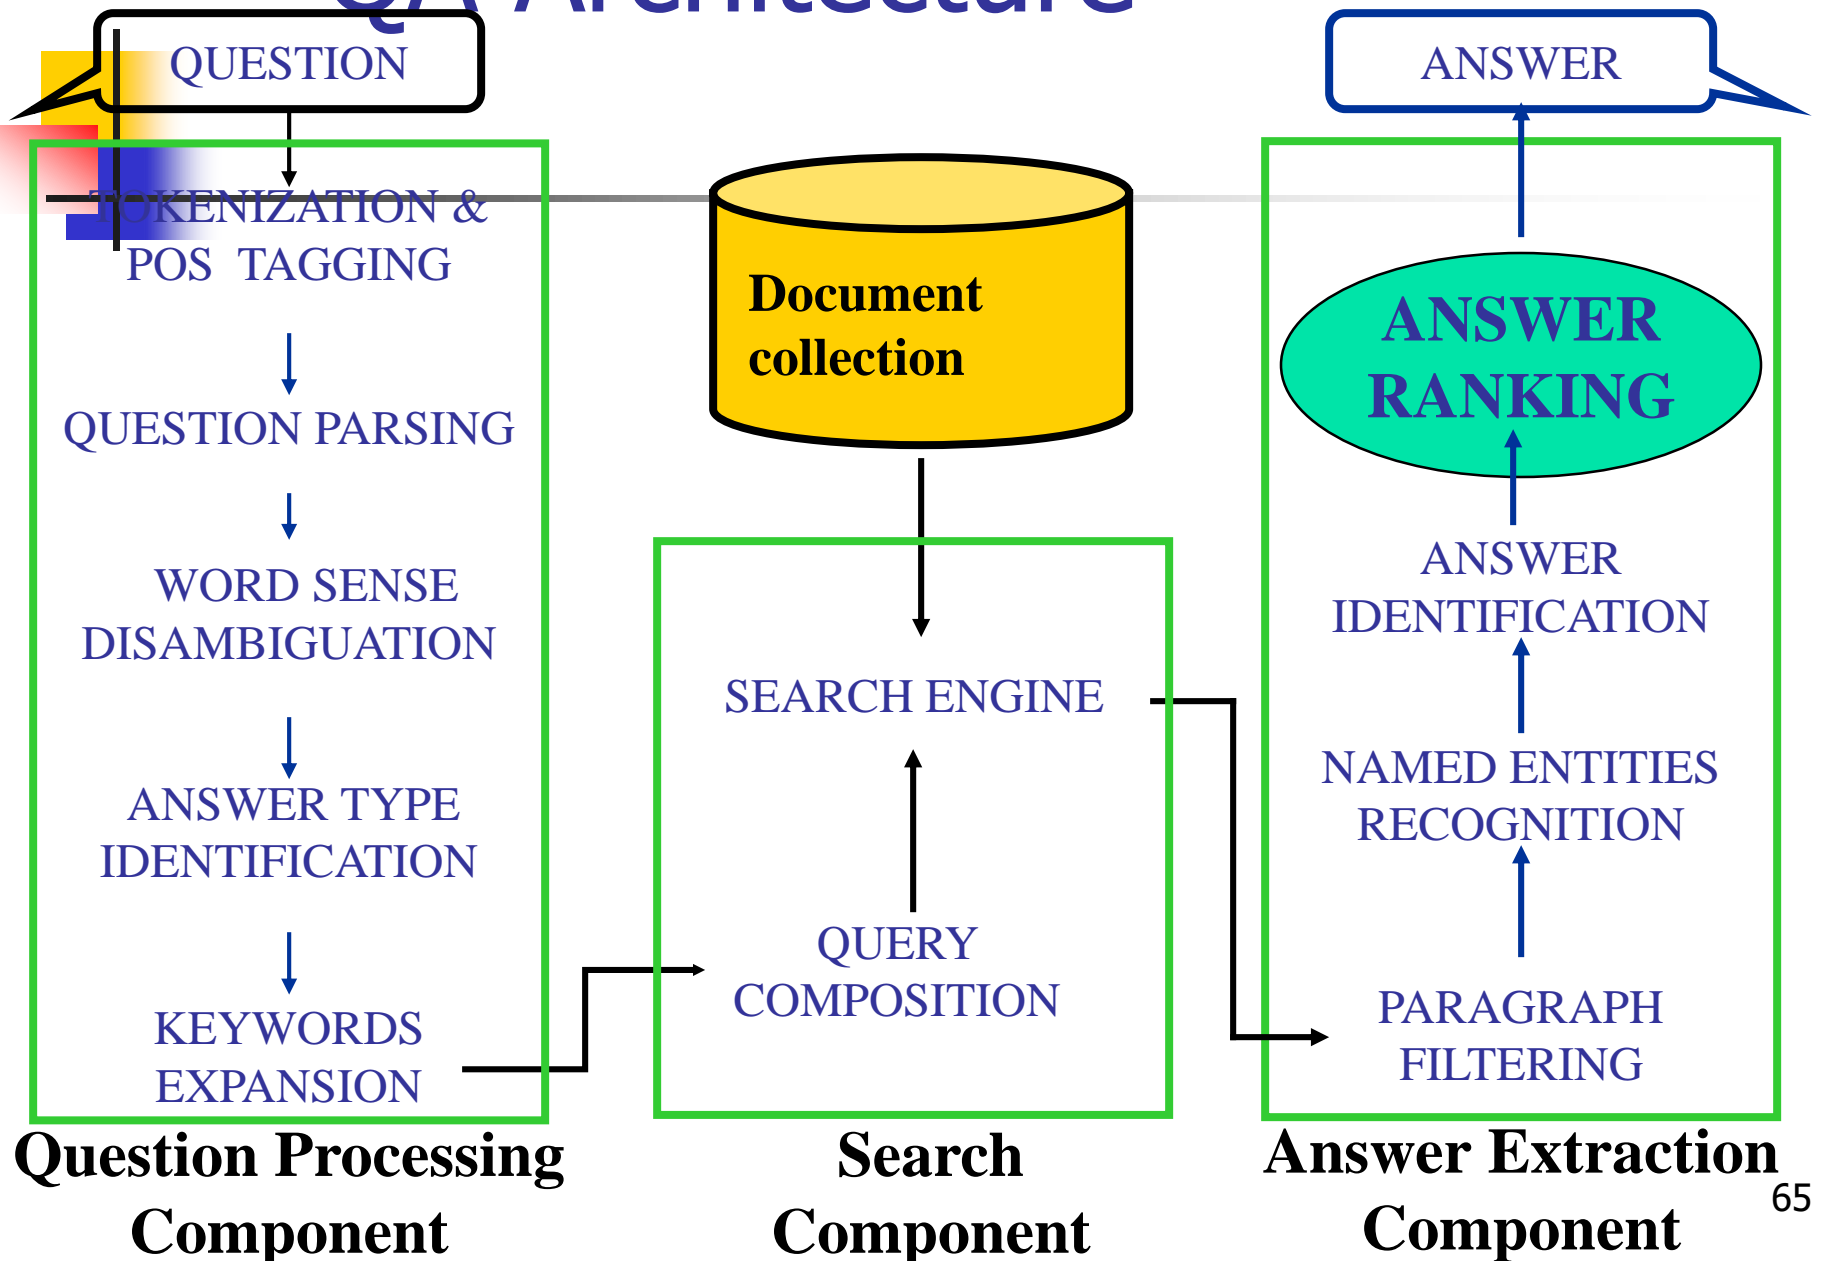 QA Architecture
QUESTION
TOKENIZATION &
POS TAGGING
QUESTION PARSING
WORD SENSE
DISAMBIGUATION
ANSWER TYPE
IDENTIFICATION
KEYWORDS
EXPANSION
Question Processing
Component
Document
collection
SEARCH ENGINE
QUERY
COMPOSITION
Search
Component
ANSWER
ANSWER
RANKING
ANSWER
IDENTIFICATION
NAMED ENTITIES
RECOGNITION
PARAGRAPH
FILTERING
Answer Extraction
Component
65